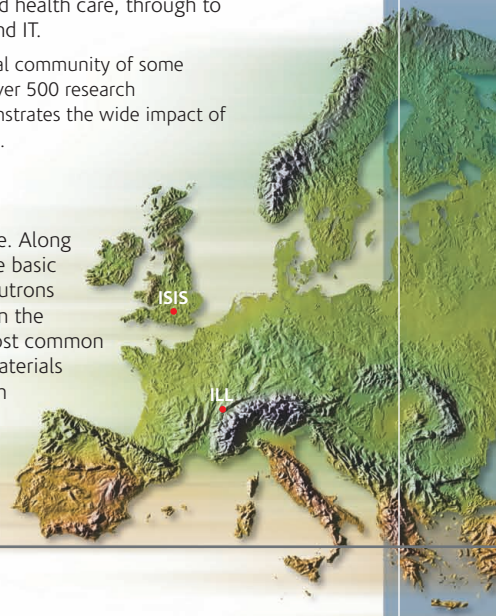 d health care, through to
nd IT.
al community of some
ver 500 research
nstrates the wide impact of
.
e. Along
e basic
utrons
n the
ost common
aterials
n
ISIS
ILL